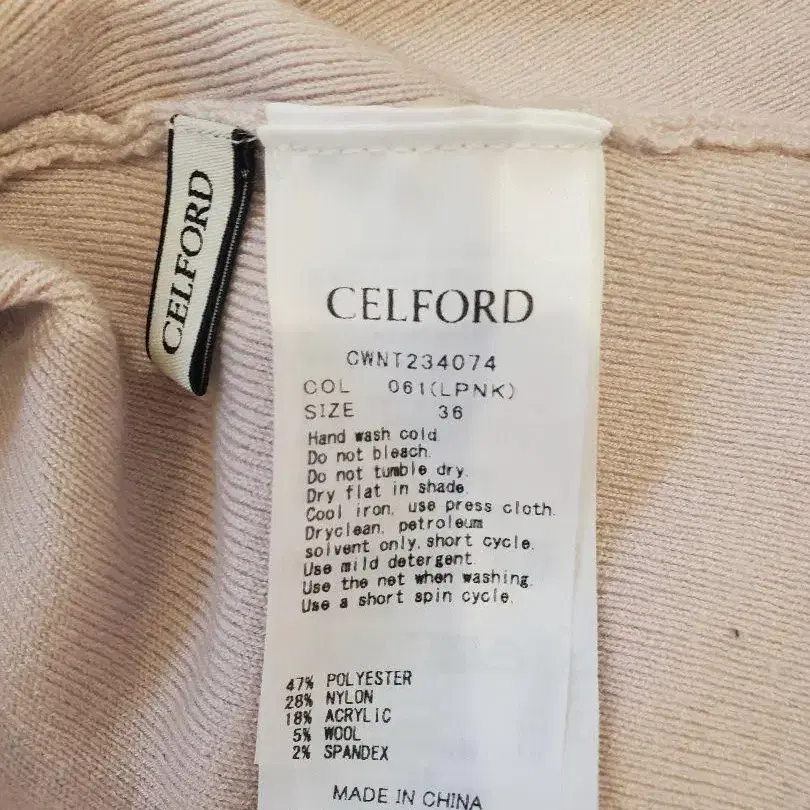 CELFORD
CELFORD
CWNT234074
COL 061(LPNK)
SIZE 36
Hand wash cold.
Do not bleach.
Do not tumble dry.
Dry flat in shade.
Cool iron, use press cloth.
Dryclean, petroleum
solvent only, short cycle.
Use mild detergent.
Use the net when washing.
Use a short spin cycle.
47% POLYESTER
28% NYLON
18% ACRYLIC
5% WOOL
2% SPANDEX
MADE IN CHINA